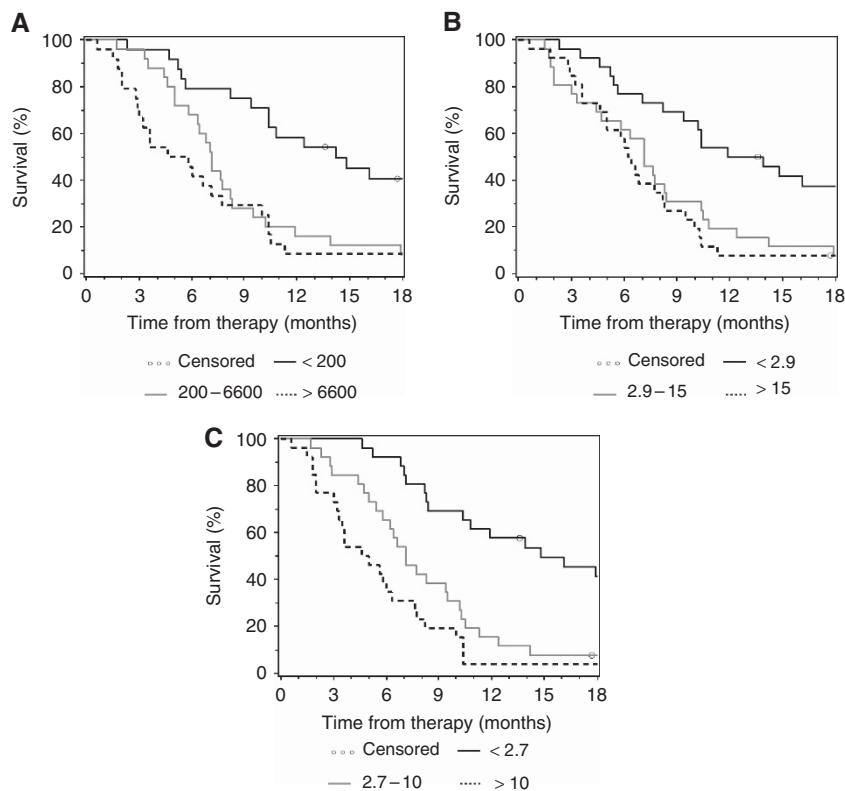 A
B
100
80
60
40
20
0
Survival (%)
0 3 6 9 12 15 18
Time from therapy (months)
Censored < 200
200–6600 > 6600
100
80
60
40
20
0
Survival (%)
0 3 6 9 12 15 18
Time from therapy (months)
Censored < 2.9
2.9–15 > 15
C
100
80
60
40
20
0
Survival (%)
0 3 6 9 12 15 18
Time from therapy (months)
Censored < 2.7
2.7–10 > 10